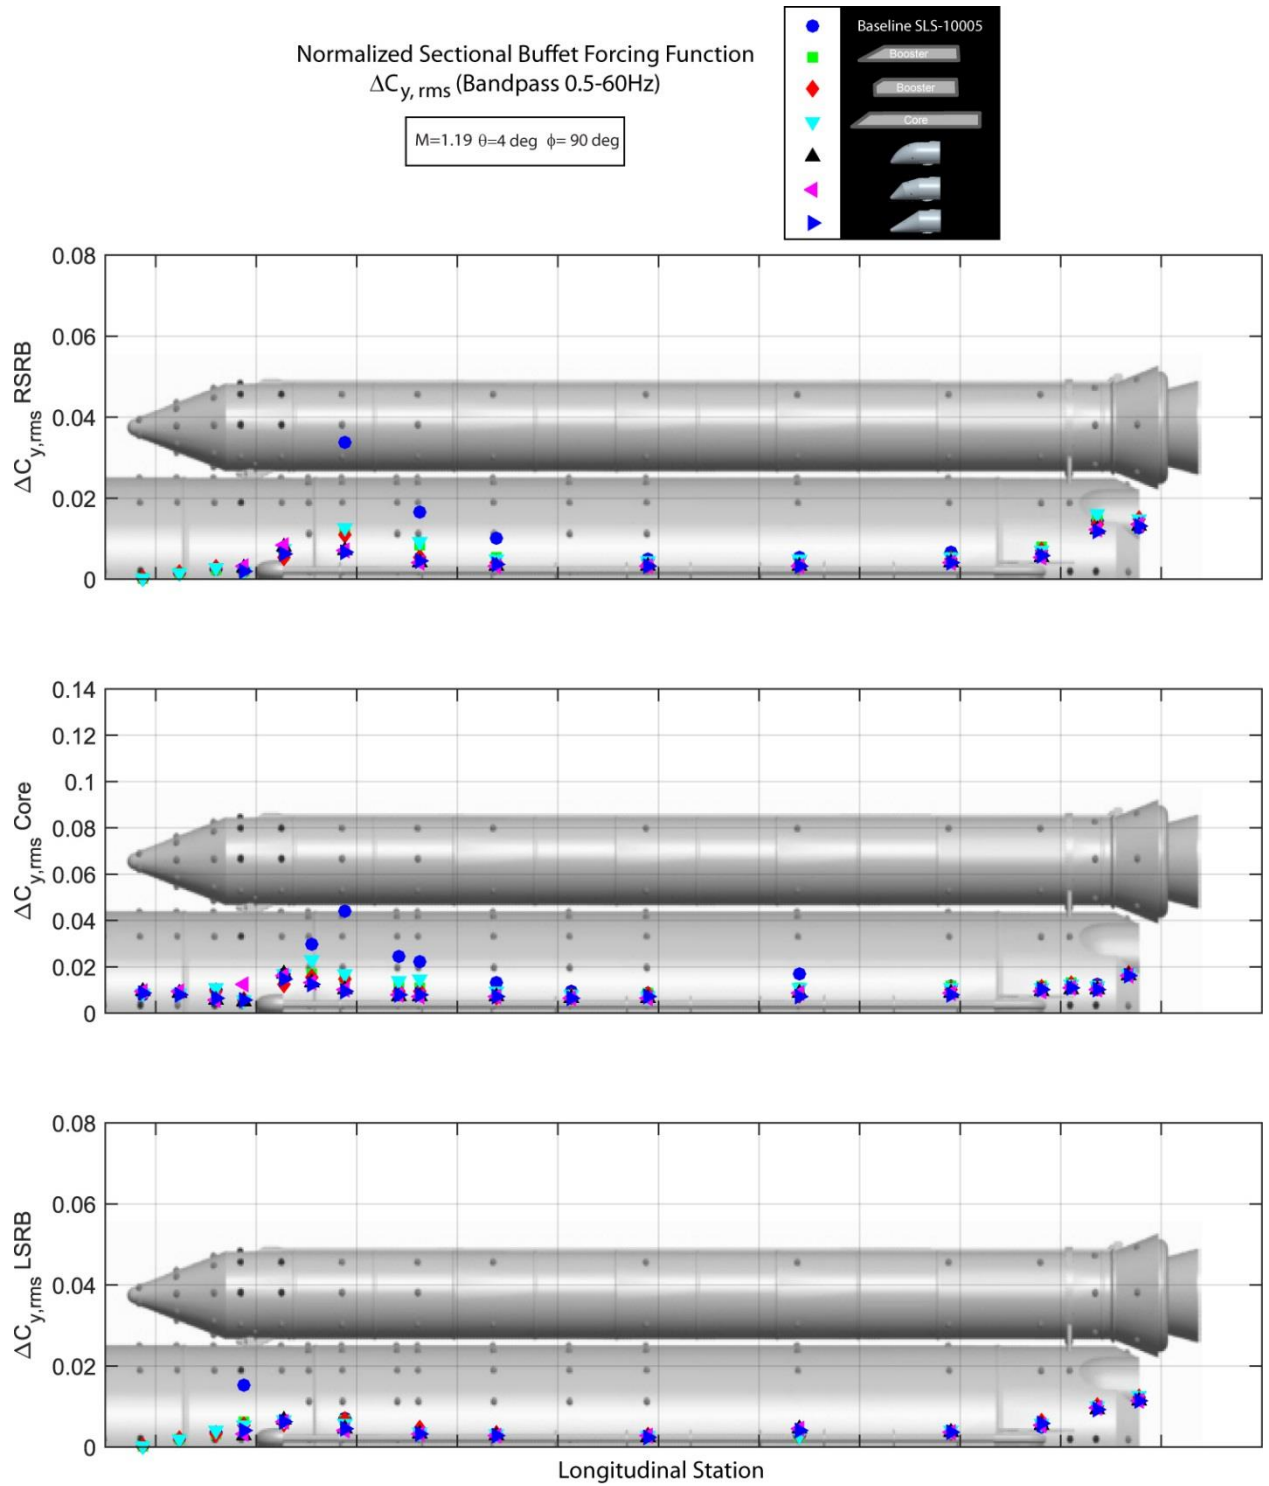 Baseline SLS-10005
Booster
Booster
Core
Normalized Sectional Buffet Forcing Function
ΔCy, rms (Bandpass 0.5-60Hz)
M=1.19 θ=4 deg ϕ= 90 deg
ΔCy,rms RSRB
0.08
0.06
0.04
0.02
0
ΔCy,rms Core
0.14
0.12
0.1
0.08
0.06
0.04
0.02
0
ΔCy,rms LSRB
0.08
0.06
0.04
0.02
0
Longitudinal Station